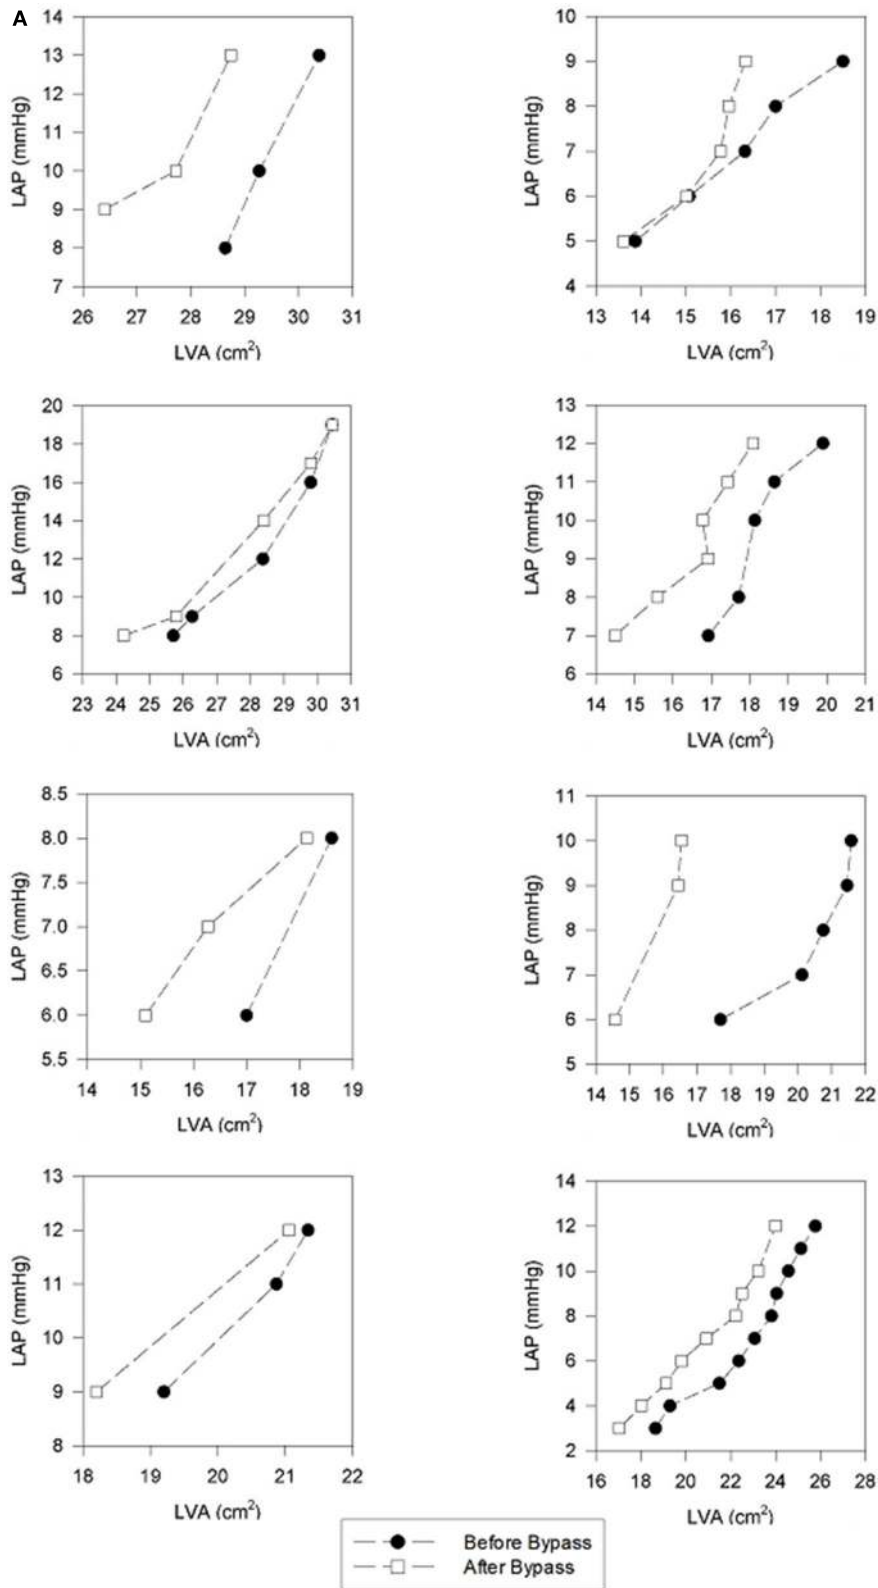 A
14
13
12
11
10
9
8
7
LAP (mmHg)
26 27 28 29 30 31
LVA (cm²)
10
9
8
7
6
5
4
LAP (mmHg)
13 14 15 16 17 18 19
LVA (cm²)
20
18
16
14
12
10
8
6
LAP (mmHg)
23 24 25 26 27 28 29 30 31
LVA (cm²)
13
12
11
10
9
8
7
6
LAP (mmHg)
14 15 16 17 18 19 20 21
LVA (cm²)
8.5
8.0
7.5
7.0
6.5
6.0
5.5
LAP (mmHg)
14 15 16 17 18 19
LVA (cm²)
11
10
9
8
7
6
5
LAP (mmHg)
14 15 16 17 18 19 20 21 22
LVA (cm²)
13
12
11
10
9
8
LAP (mmHg)
18 19 20 21 22
LVA (cm²)
14
12
10
8
6
4
2
LAP (mmHg)
16 18 20 22 24 26 28
LVA (cm²)
Before Bypass
After Bypass